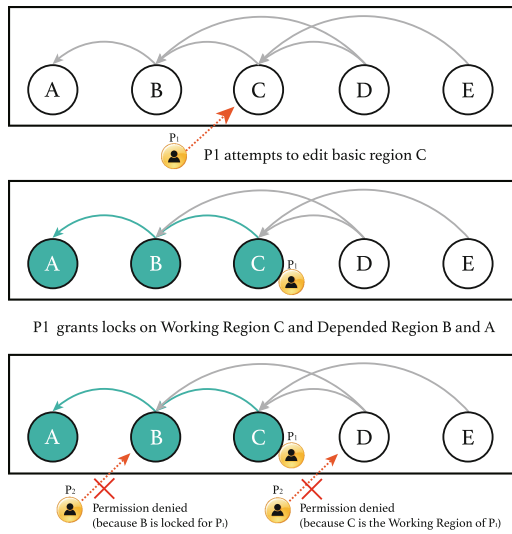 A B C D E
P1
P1 attempts to edit basic region C
A B C D E
P1
P1 grants locks on Working Region C and Depended Region B and A
A B C D E
P1
P2 P2
Permission denied
(because B is locked for P1)
Permission denied
(because C is the Working Region of P1)